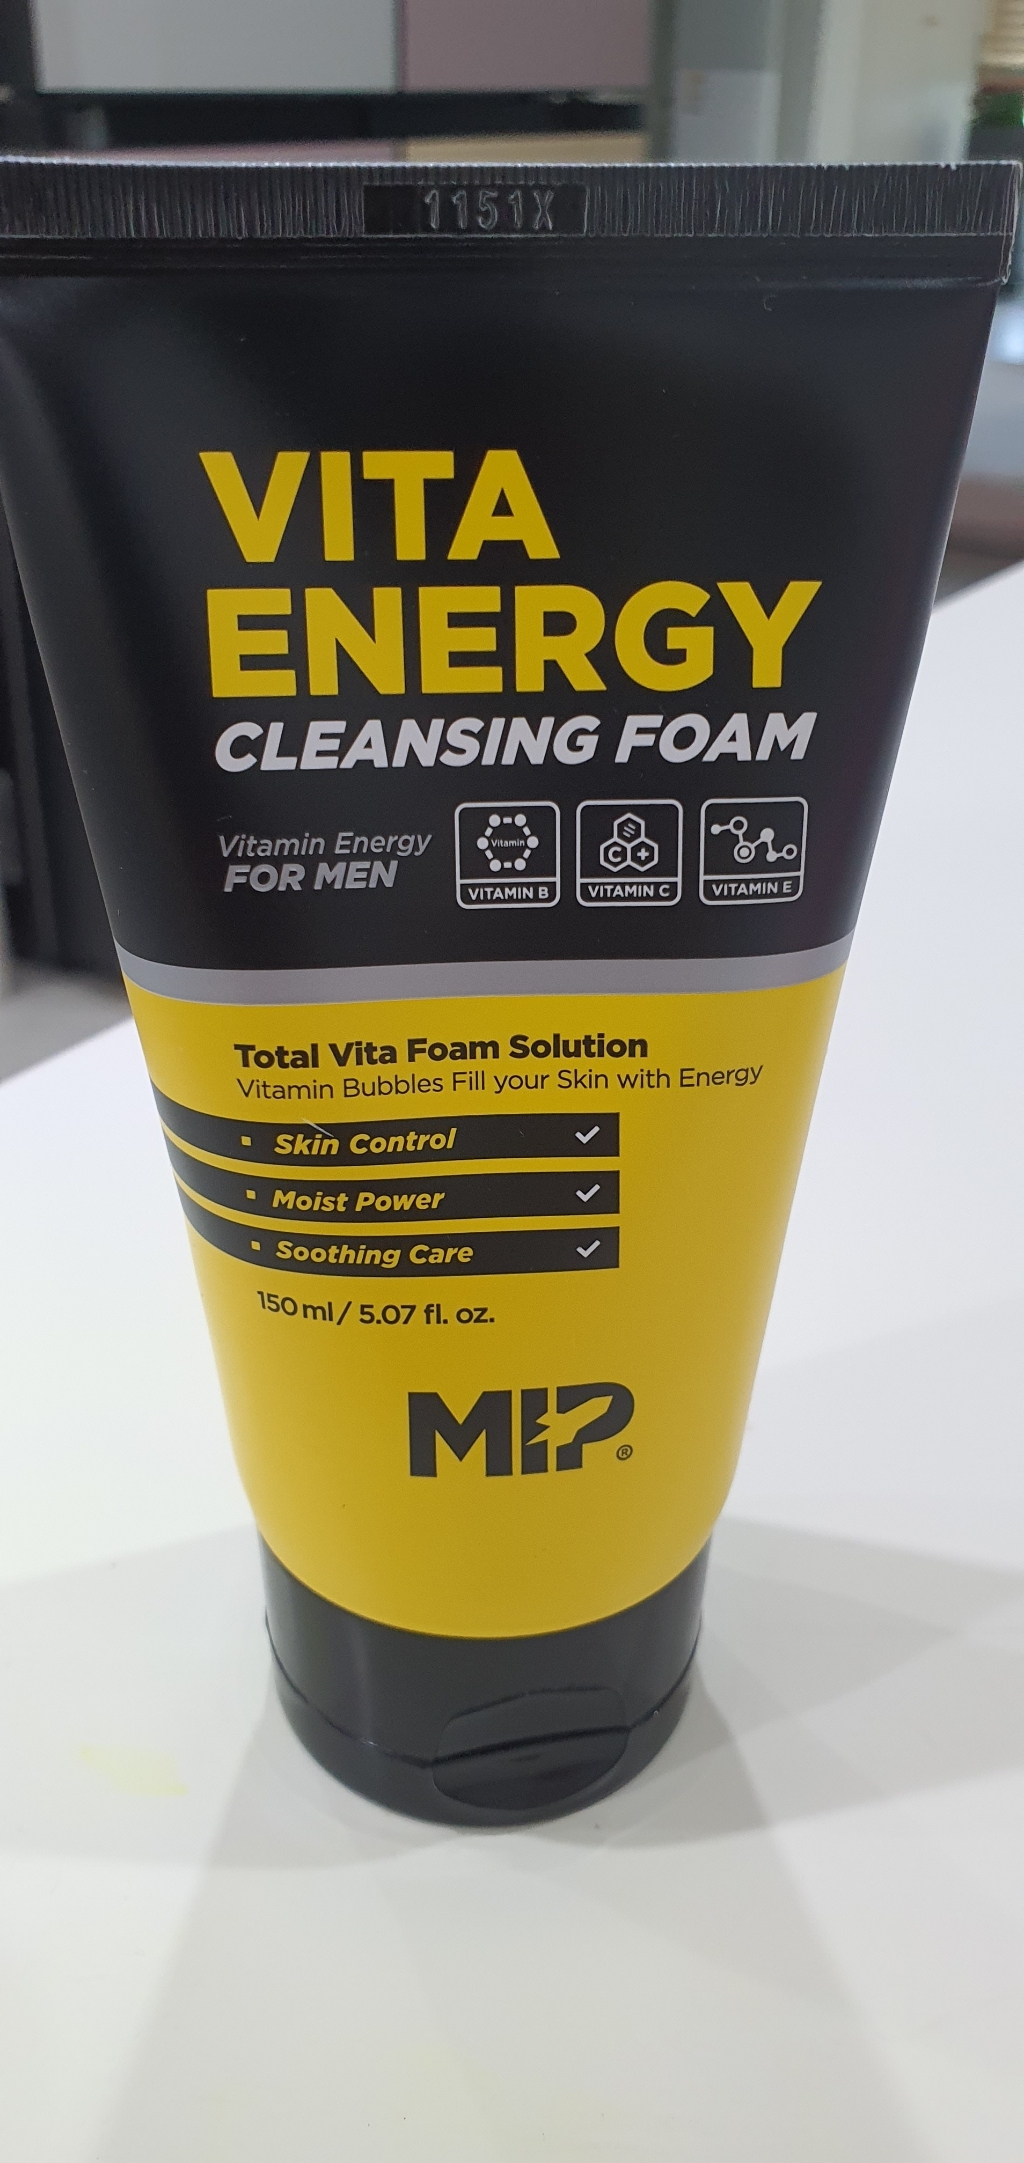 1151X
VITA
ENERGY
CLEANSING FOAM
Vitamin Energy
FOR MEN
Vitamin
VITAMIN B
C +
VITAMIN C
VITAMIN E
Total Vita Foam Solution
Vitamin Bubbles Fill your Skin with Energy
▪ Skin Control ✓
▪ Moist Power ✓
▪ Soothing Care ✓
150 ml / 5.07 fl. oz.
MIP®